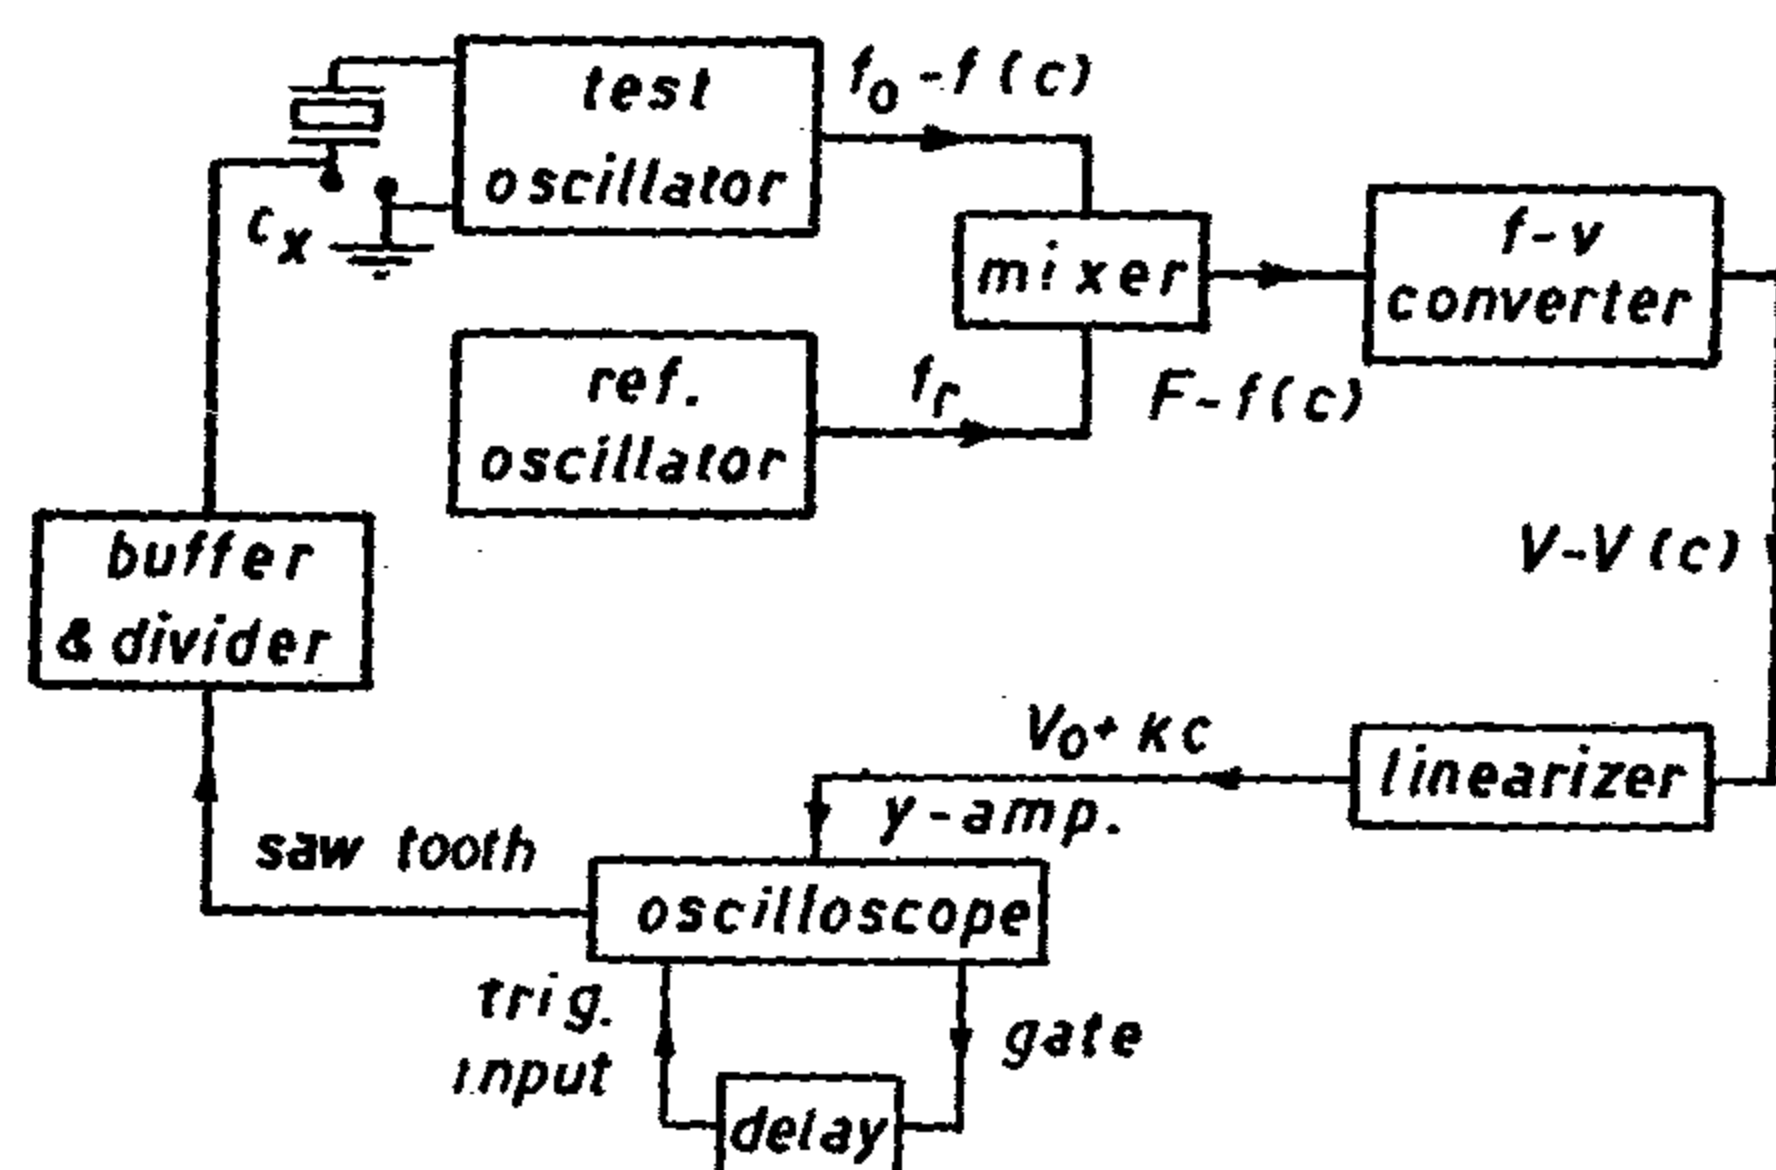 test
oscillator
f₀-f(c)
cₓ
mixer
f-v
converter
ref.
oscillator
fᵣ
F-f(c)
buffer
& divider
V-V(c)
V₀+ KC
linearizer
y-amp.
saw tooth
oscilloscope
trig.
input
gate
delay